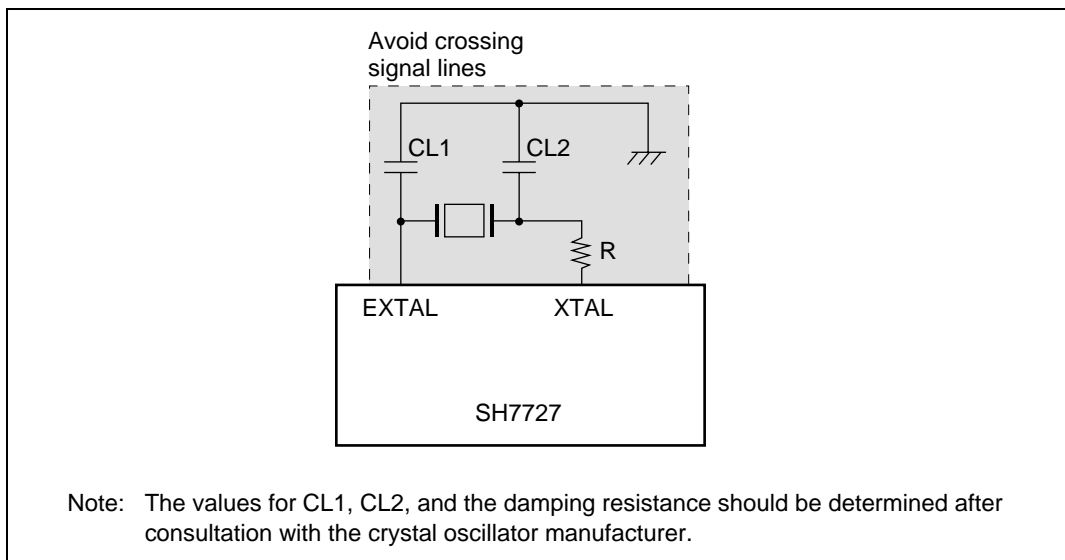 Avoid crossing
signal lines
CL1
CL2
R
EXTAL
XTAL
SH7727
Note: The values for CL1, CL2, and the damping resistance should be determined after
consultation with the crystal oscillator manufacturer.